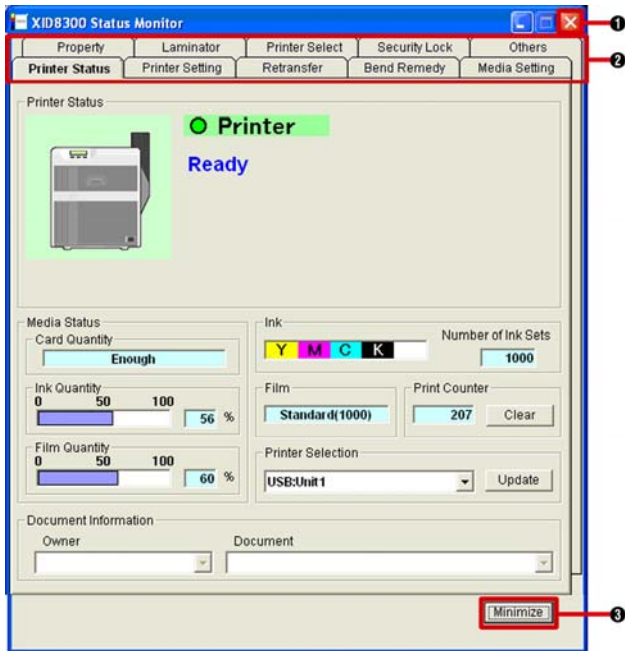 XID8300 Status Monitor
❶
Property Laminator Printer Select Security Lock Others
❷
Printer Status Printer Setting Retransfer Bend Remedy Media Setting
Printer Status
Printer
Ready
Media Status
Card Quantity
Enough
Ink
Y M C K
Number of Ink Sets
1000
Ink Quantity
0 50 100
56 %
Film
Standard(1000)
Print Counter
207 Clear
Film Quantity
0 50 100
60 %
Printer Selection
USB:Unit1 Update
Document Information
Owner Document
Minimize
❸